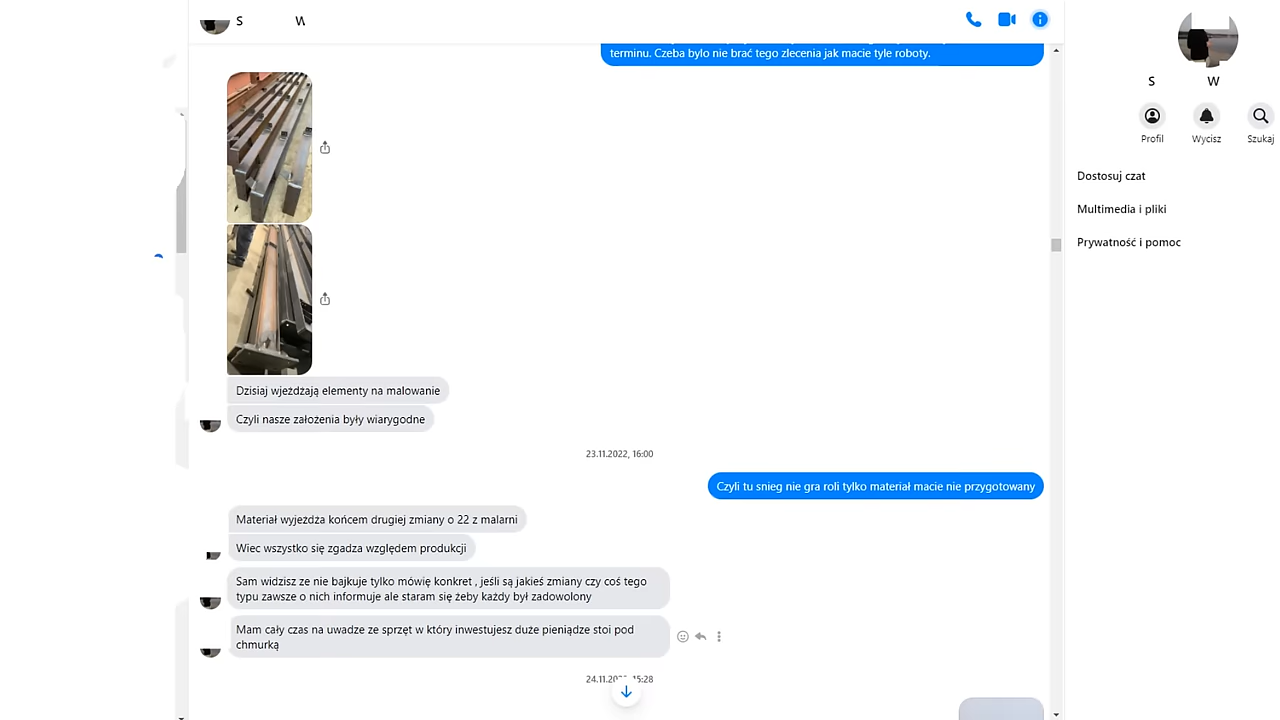 S W
terminu. Czeba bylo nie brać tego zlecenia jak macie tyle roboty.
S W
Profil
Wycisz
Szukaj
Dostosuj czat
Multimedia i pliki
Prywatność i pomoc
Dzisiaj wjeżdżają elementy na malowanie
Czyli nasze założenia były wiarygodne
23.11.2022, 16:00
Czyli tu snieg nie gra roli tylko materiał macie nie przygotowany
Materiał wyjeżdża końcem drugiej zmiany o 22 z malarni
Wiec wszystko się zgadza względem produkcji
Sam widzisz ze nie bajkuje tylko mówię konkret , jeśli są jakieś zmiany czy coś tego
typu zawsze o nich informuje ale staram się żeby każdy był zadowolony
Mam cały czas na uwadze ze sprzęt w który inwestujesz duże pieniądze stoi pod
chmurką